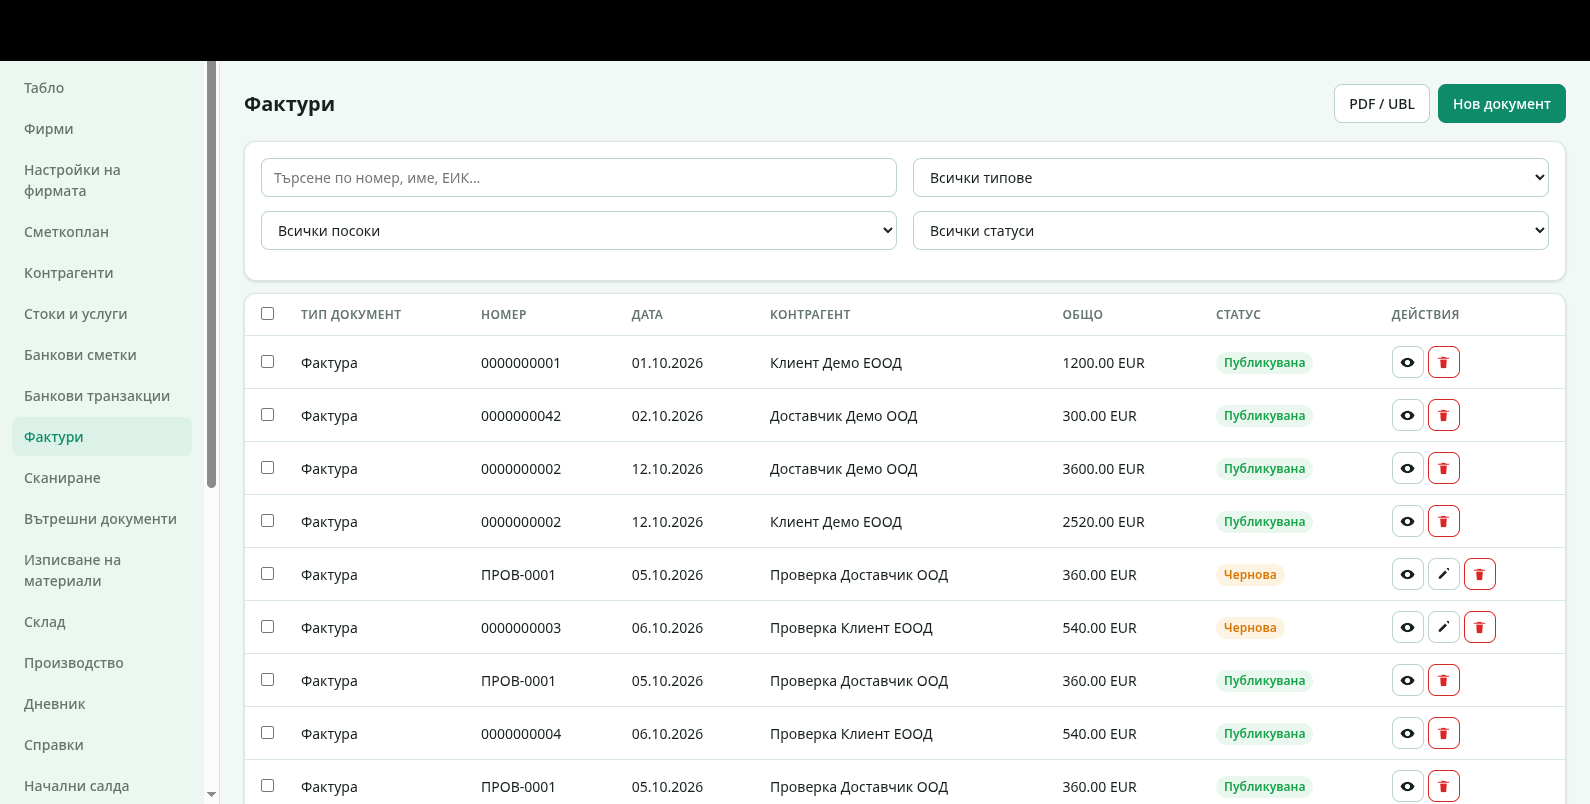 Табло
Фирми
Настройки на
фирмата
Сметкоплан
Контрагенти
Стоки и услуги
Банкови сметки
Банкови транзакции
Фактури
Сканиране
Вътрешни документи
Изписване на
материали
Склад
Производство
Дневник
Справки
Начални салда
Фактури
PDF / UBL
Нов документ
Търсене по номер, име, ЕИК...
Всички типове
Всички посоки
Всички статуси
ТИП ДОКУМЕНТ НОМЕР ДАТА КОНТРАГЕНТ ОБЩО СТАТУС ДЕЙСТВИЯ
Фактура 0000000001 01.10.2026 Клиент Демо ЕООД 1200.00 EUR Публикувана
Фактура 0000000042 02.10.2026 Доставчик Демо ООД 300.00 EUR Публикувана
Фактура 0000000002 12.10.2026 Доставчик Демо ООД 3600.00 EUR Публикувана
Фактура 0000000002 12.10.2026 Клиент Демо ЕООД 2520.00 EUR Публикувана
Фактура ПРОВ-0001 05.10.2026 Проверка Доставчик ООД 360.00 EUR Чернова
Фактура 0000000003 06.10.2026 Проверка Клиент ЕООД 540.00 EUR Чернова
Фактура ПРОВ-0001 05.10.2026 Проверка Доставчик ООД 360.00 EUR Публикувана
Фактура 0000000004 06.10.2026 Проверка Клиент ЕООД 540.00 EUR Публикувана
Фактура ПРОВ-0001 05.10.2026 Проверка Доставчик ООД 360.00 EUR Публикувана